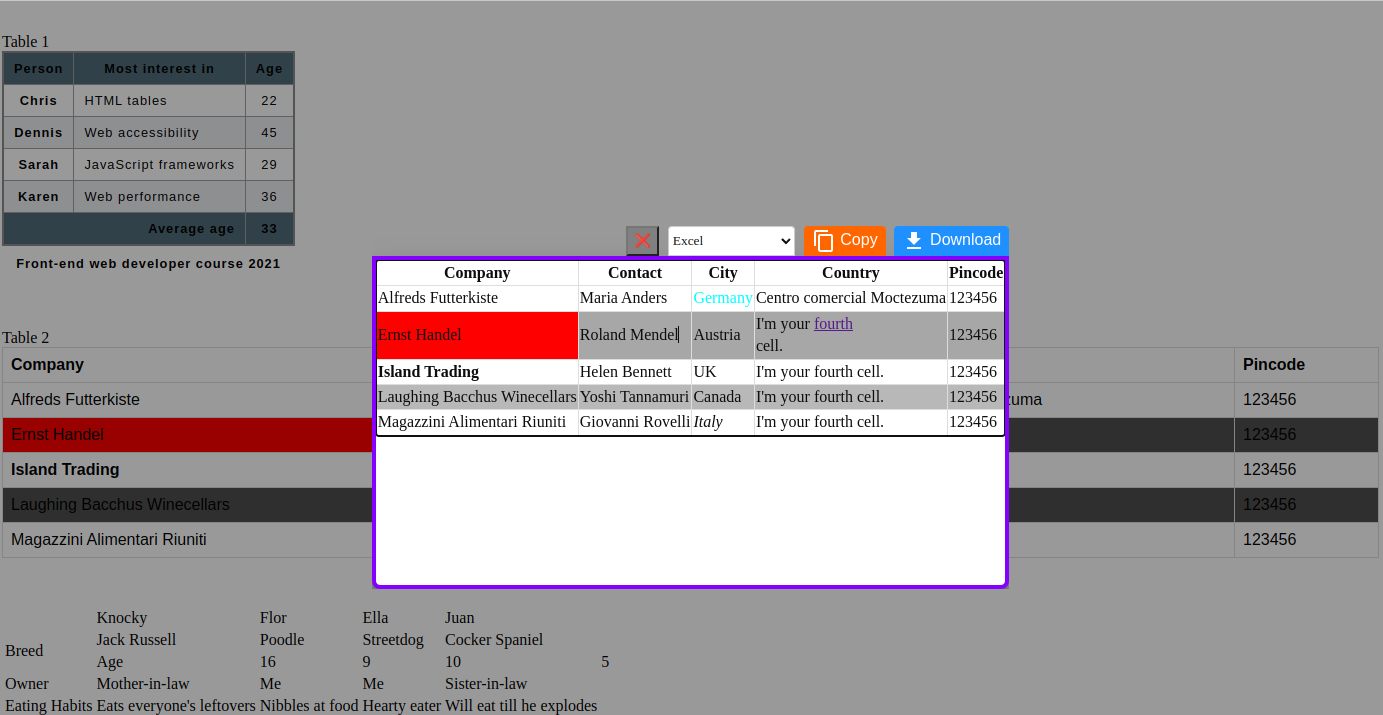 Table 1
Person Most interest in Age
Chris HTML tables 22
Dennis Web accessibility 45
Sarah JavaScript frameworks 29
Karen Web performance 36
Average age 33
Front-end web developer course 2021
❌ Excel Copy Download
Company Contact City Country Pincode
Alfreds Futterkiste Maria Anders Germany Centro comercial Moctezuma 123456
Ernst Handel Roland Mendel Austria I'm your fourth
cell. 123456
Island Trading Helen Bennett UK I'm your fourth cell. 123456
Laughing Bacchus Winecellars Yoshi Tannamuri Canada I'm your fourth cell. 123456
Magazzini Alimentari Riuniti Giovanni Rovelli Italy I'm your fourth cell. 123456
Table 2
Company Pincode
Alfreds Futterkiste zuma 123456
Ernst Handel 123456
Island Trading 123456
Laughing Bacchus Winecellars 123456
Magazzini Alimentari Riuniti 123456
Knocky Flor Ella Juan
Breed Jack Russell Poodle Streetdog Cocker Spaniel
Age 16 9 10 5
Owner Mother-in-law Me Me Sister-in-law
Eating Habits Eats everyone's leftovers Nibbles at food Hearty eater Will eat till he explodes